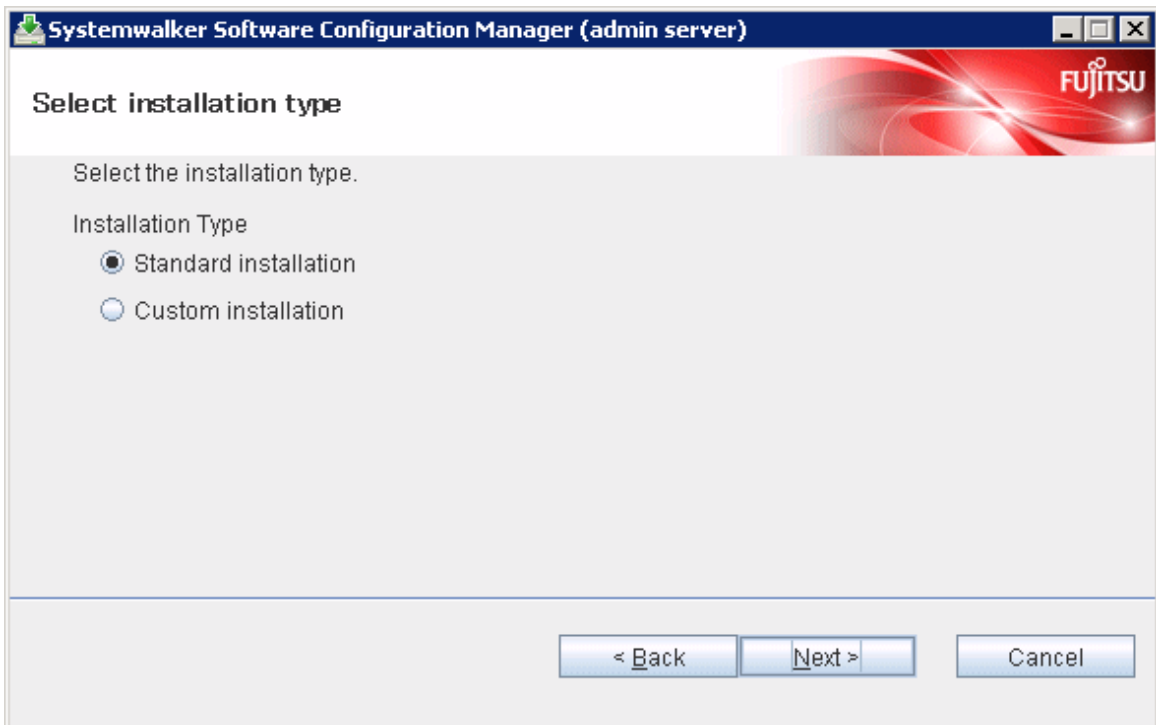 Systemwalker Software Configuration Manager (admin server)
FUJITSU
Select installation type
Select the installation type.
Installation Type
Standard installation
Custom installation
< Back
Next >
Cancel